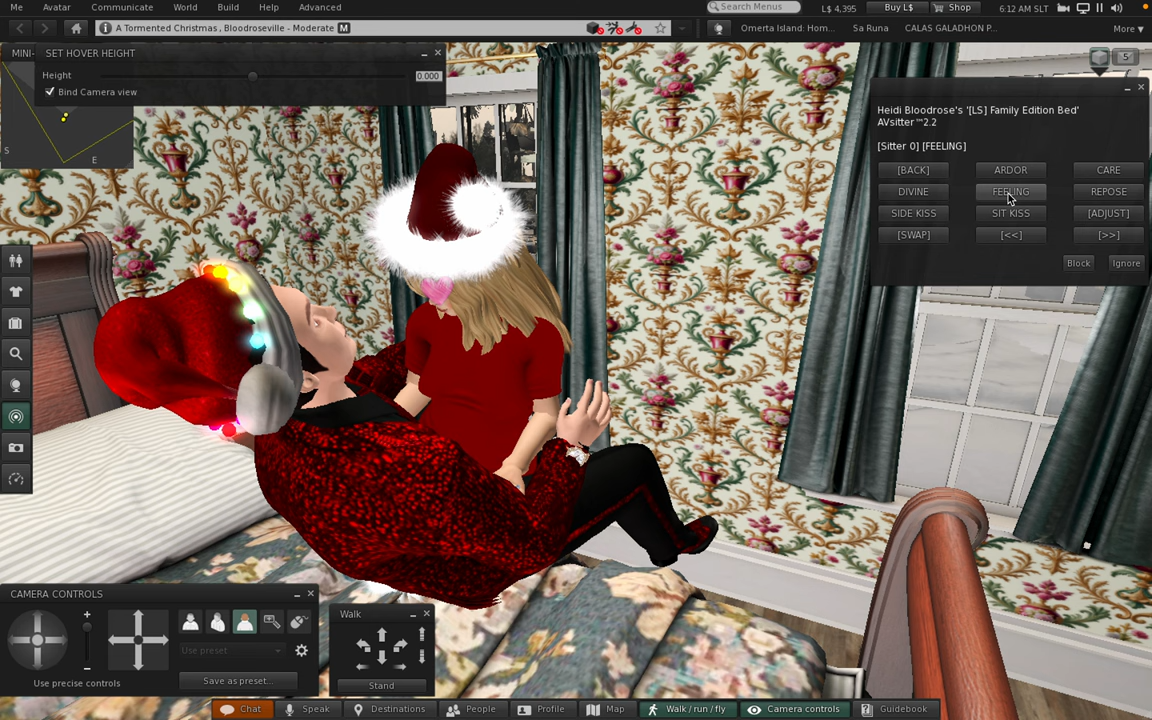 Me Avatar Communicate World Build Help Advanced
Search Menus
L$ 4,395 Buy L$ Shop 6:12 AM SLT
A Tormented Christmas , Bloodroseville - Moderate M
Omerta Island: Hom... Sa Runa CALAS GALADHON P... More ▼
MINI-
SET HOVER HEIGHT
Height 0.000
Bind Camera view
S
E
5
Heidi Bloodrose's '[LS] Family Edition Bed'
AVsitter™2.2
[Sitter 0] [FEELING]
[BACK] ARDOR CARE
DIVINE FEELING REPOSE
SIDE KISS SIT KISS [ADJUST]
[SWAP] [<<] [>>]
Block Ignore
CAMERA CONTROLS
Use preset
Use precise controls
Save as preset...
Walk
Stand
Chat Speak Destinations People Profile Map Walk / run / fly Camera controls Guidebook